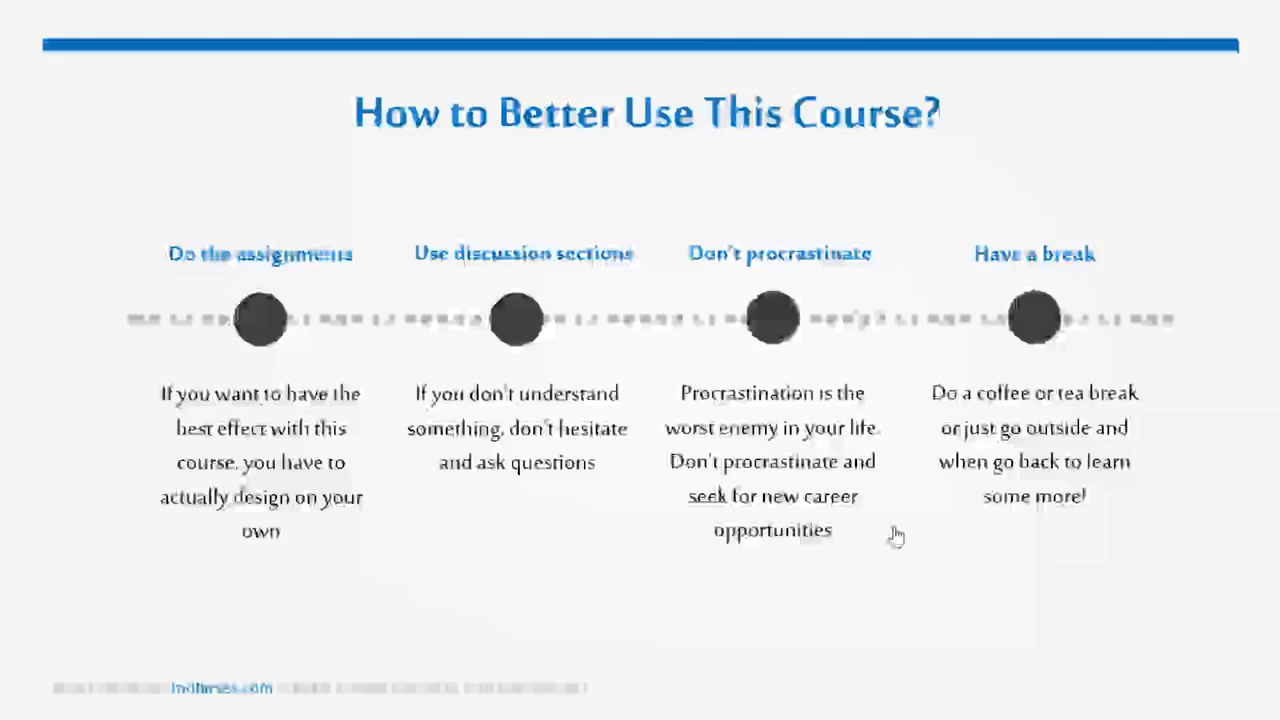 How to Better Use This Course?
Do the assignments
If you want to have the
best effect with this
course, you have to
actually design on your
own
Use discussion sections
If you don't understand
something, don't hesitate
and ask questions
Don't procrastinate
Procrastination is the
worst enemy in your life.
Don't procrastinate and
seek for new career
opportunities
Have a break
Do a coffee or tea break
or just go outside and
when go back to learn
some more!